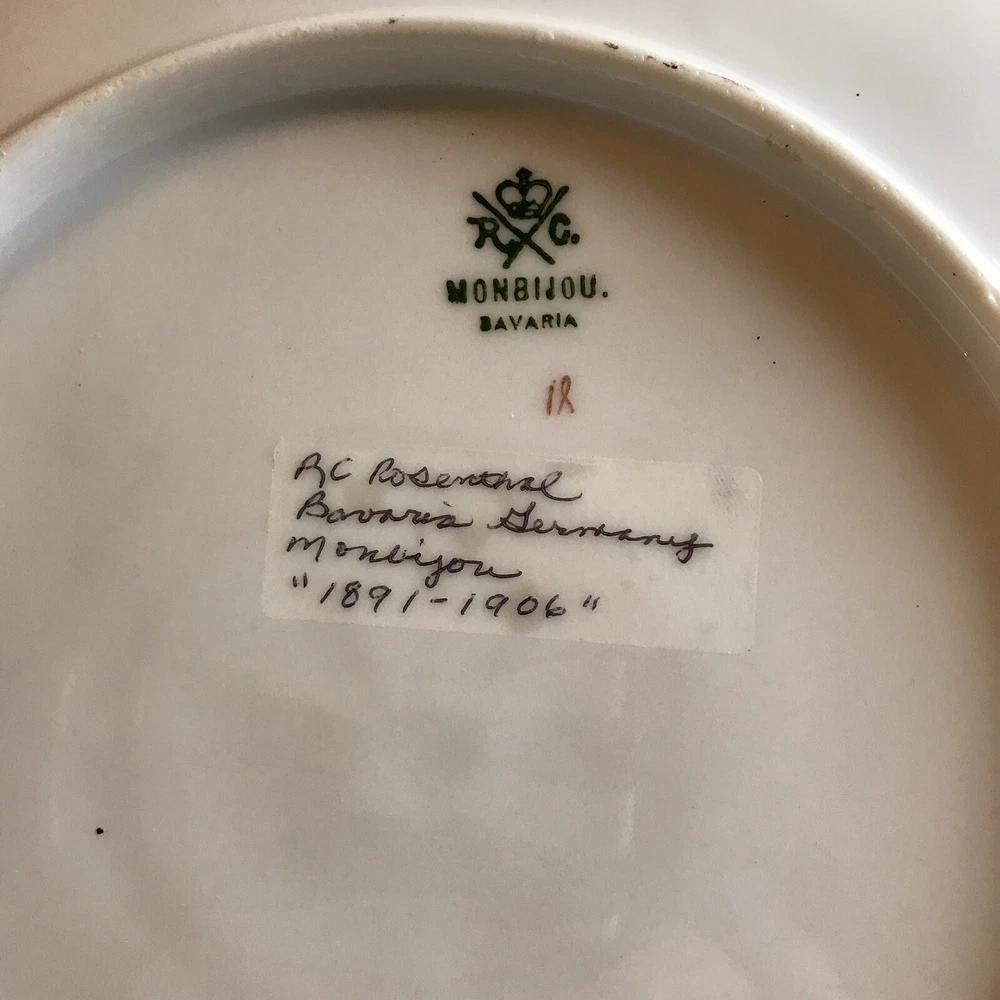 R C.
MONBIJOU.
BAVARIA
18
RC Rosenthal
Bavaria Germany
Monbijou
"1891-1906"